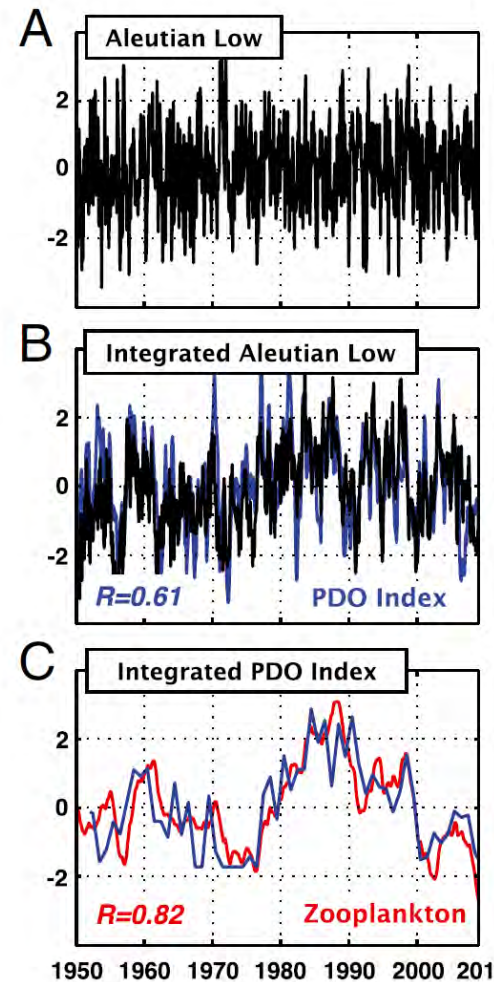 A
Aleutian Low
2
0
-2
B
Integrated Aleutian Low
2
0
-2
R=0.61
PDO Index
C
Integrated PDO Index
2
0
-2
R=0.82
Zooplankton
1950 1960 1970 1980 1990 2000 201